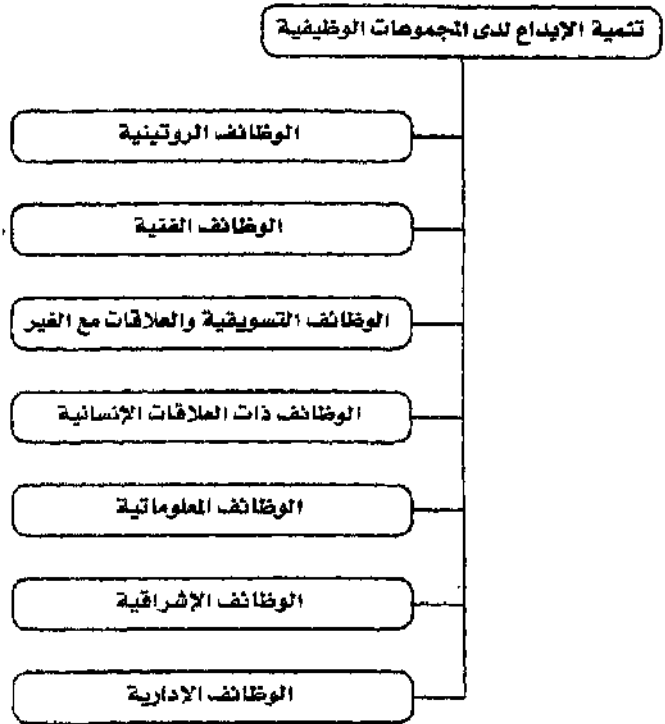 تنمية الإبداع لدى المجموعات الوظيفية
الوظائف الروتينية
الوظائف الفنية
الوظائف التسويقية والعلاقات مع الغير
الوظائف ذات العلاقات الإنسانية
الوظائف المعلوماتية
الوظائف الإشرافية
الوظائف الإدارية